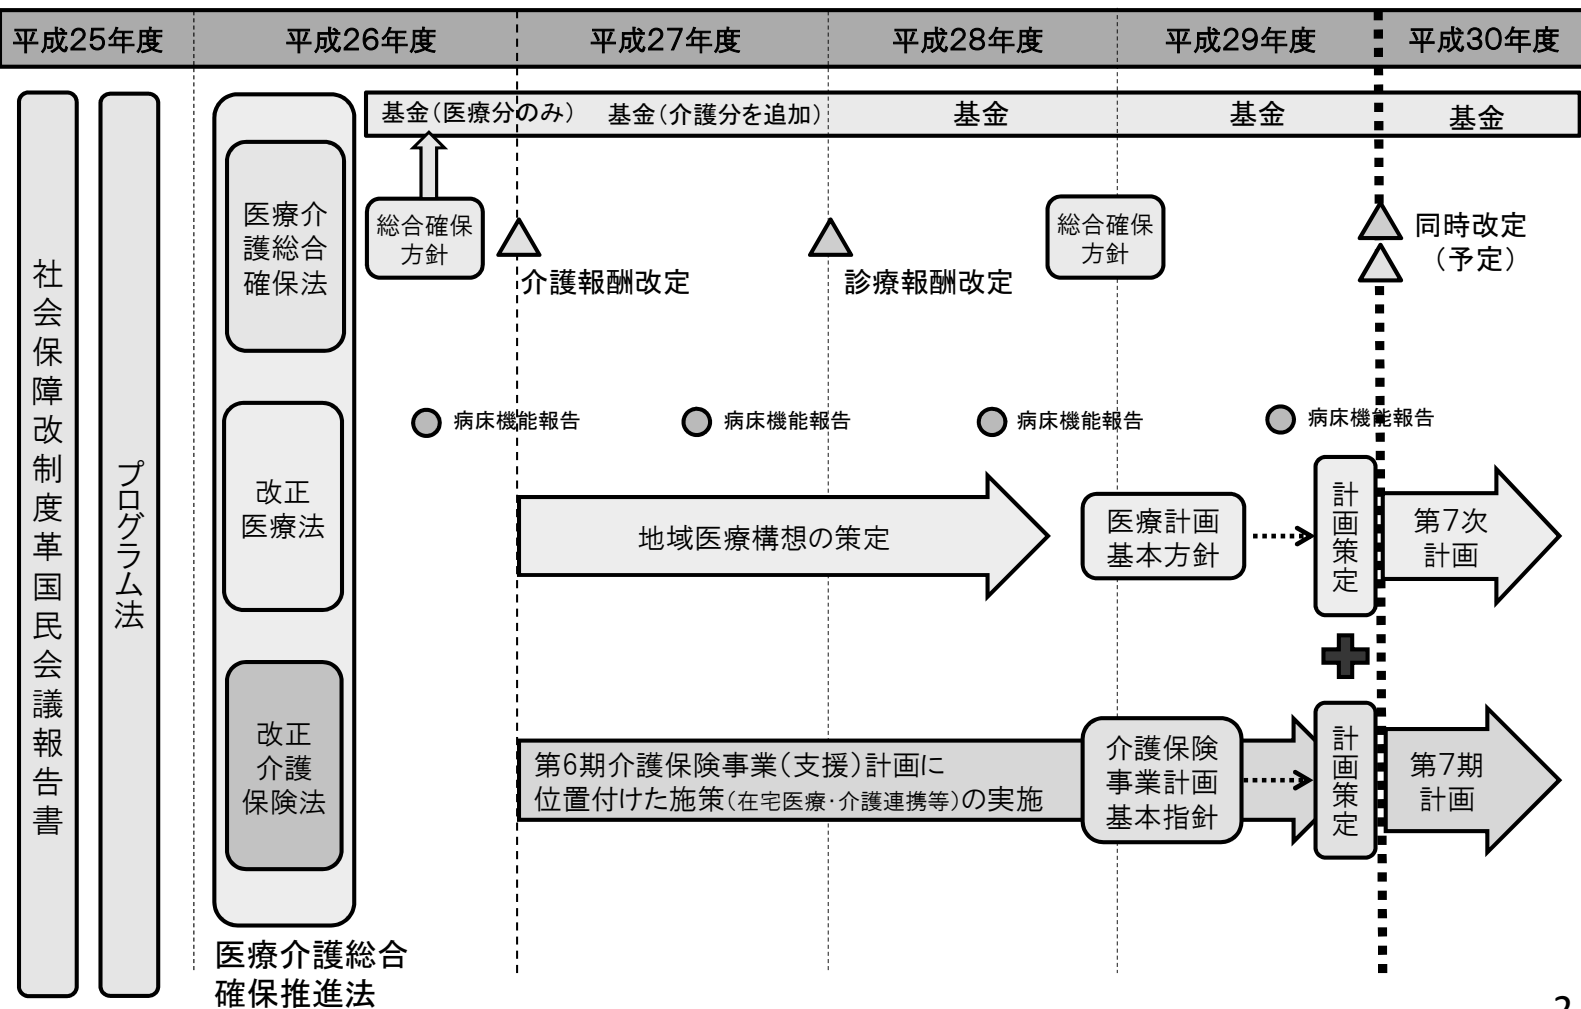 平成25年度
平成26年度
平成27年度
平成28年度
平成29年度
平成30年度
社会保障改制度革国民会議報告書
プログラム法
医療介
護総合
確保法
改正
医療法
改正
介護
保険法
医療介護総合
確保推進法
基金(医療分のみ)
基金(介護分を追加)
基金
基金
基金
総合確保
方針
介護報酬改定
診療報酬改定
総合確保
方針
同時改定
(予定)
病床機能報告
病床機能報告
病床機能報告
病床機能報告
地域医療構想の策定
医療計画
基本方針
計画策定
第7次
計画
第6期介護保険事業(支援)計画に
位置付けた施策(在宅医療・介護連携等)の実施
介護保険
事業計画
基本指針
計画策定
第7期
計画